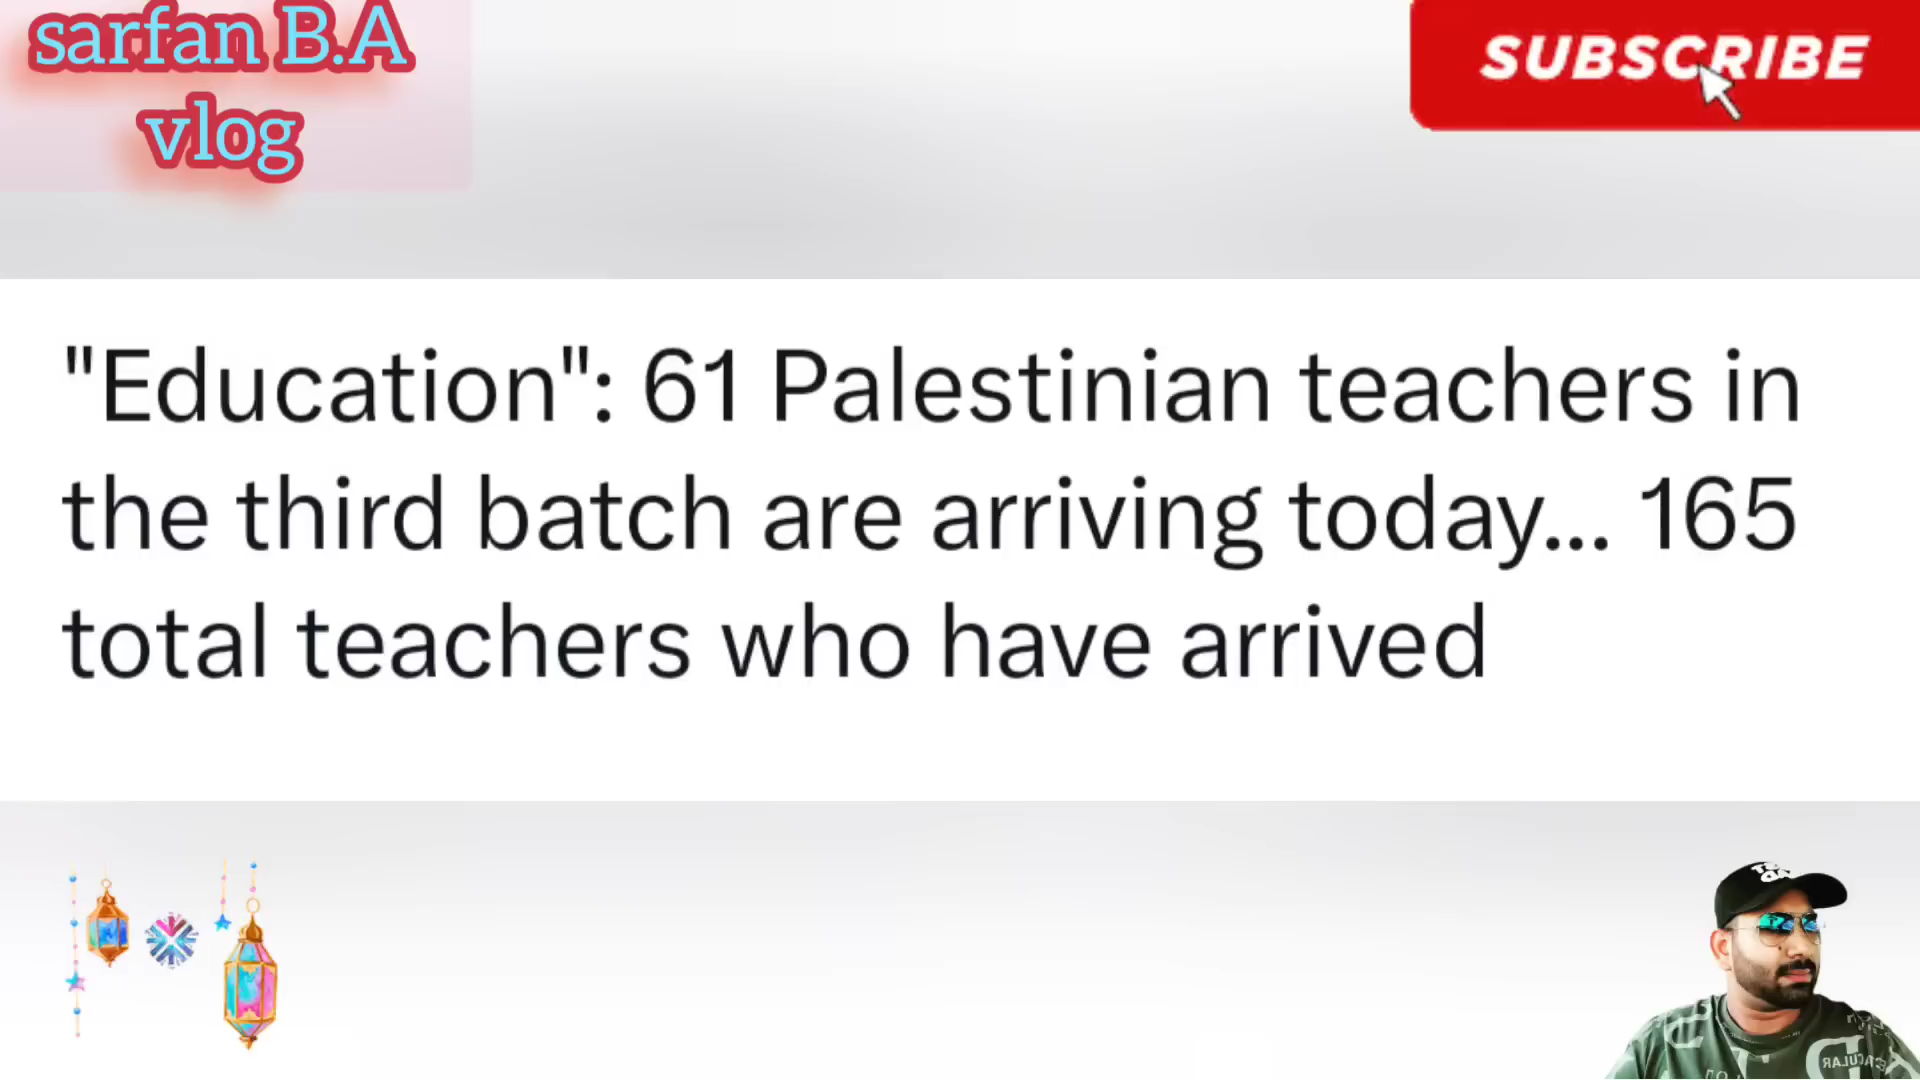 sarfan B.A
vlog
SUBSCRIBE
"Education": 61 Palestinian teachers in
the third batch are arriving today... 165
total teachers who have arrived